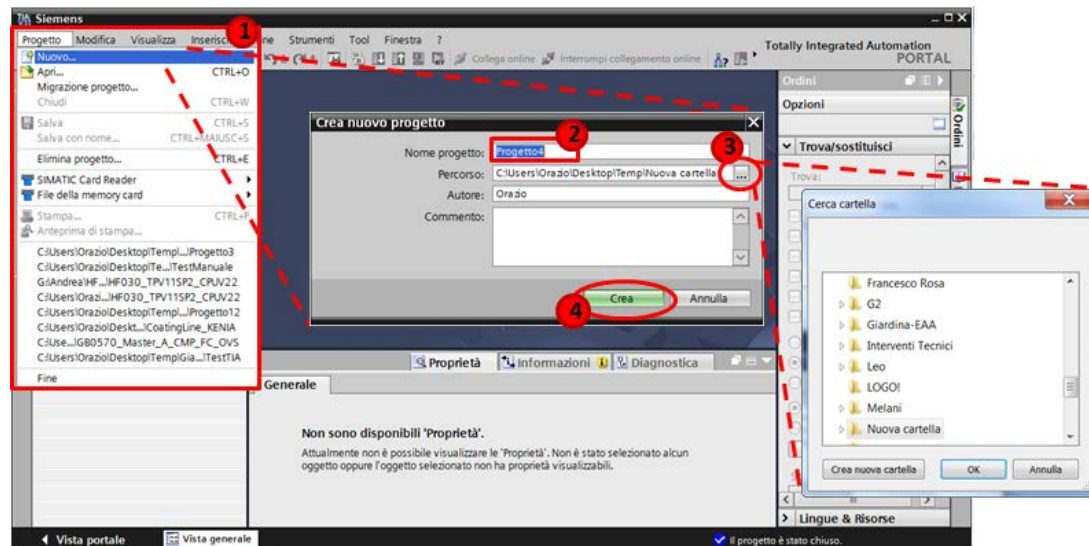 Siemens
Progetto Modifica Visualizza Strumenti Tool Finestra ?
1
Totally Integrated Automation
PORTAL
Collega online Interrompi collegamento online
Nuovo...
Apri... CTRL+O
Migrazione progetto...
Chiudi CTRL+W
Salva CTRL+S
Salva con nome... CTRL+MAIUSC+S
Elimina progetto... CTRL+E
SIMATIC Card Reader
File della memory card
Stampa... CTRL+P
Anteprima di stampa...
C:\Users\Orazio\Desktop\Templ...\Progetto3
C:\Users\Orazio\Desktop\Te...\TestManuale
G:\Andrea\HF...\HF030_TPV11SP2_CPUV22
C:\Users\Orazi...\HF030_TPV11SP2_CPUV22
C:\Users\Orazio\Desktop\Templ...\Progetto12
C:\Users\Orazio\Deskt...\CoatingLine_KENIA
C:\Use...\GB0570_Master_A_CMP_FC_OVS
C:\Users\Orazio\Desktop\Temp\Gia...\TestTIA
Fine
Crea nuovo progetto
2
3
Nome progetto: Progetto4
Percorso: C:\Users\Orazio\Desktop\Temp\Nuova cartella ...
Autore: Orazio
Commento:
4
Crea Annulla
Ordini
Opzioni
Ordini
Trova/sostituisci
Trova:
Cerca cartella
Francesco Rosa
G2
Giardina-EAA
Interventi Tecnici
Leo
LOGO!
Melani
Nuova cartella
Crea nuova cartella OK Annulla
Proprietà Informazioni Diagnostica
Generale
Non sono disponibili 'Proprietà'.
Attualmente non è possibile visualizzare le 'Proprietà'. Non è stato selezionato alcun
oggetto oppure l'oggetto selezionato non ha proprietà visualizzabili.
Lingue & Risorse
Vista portale Vista generale
Il progetto è stato chiuso.